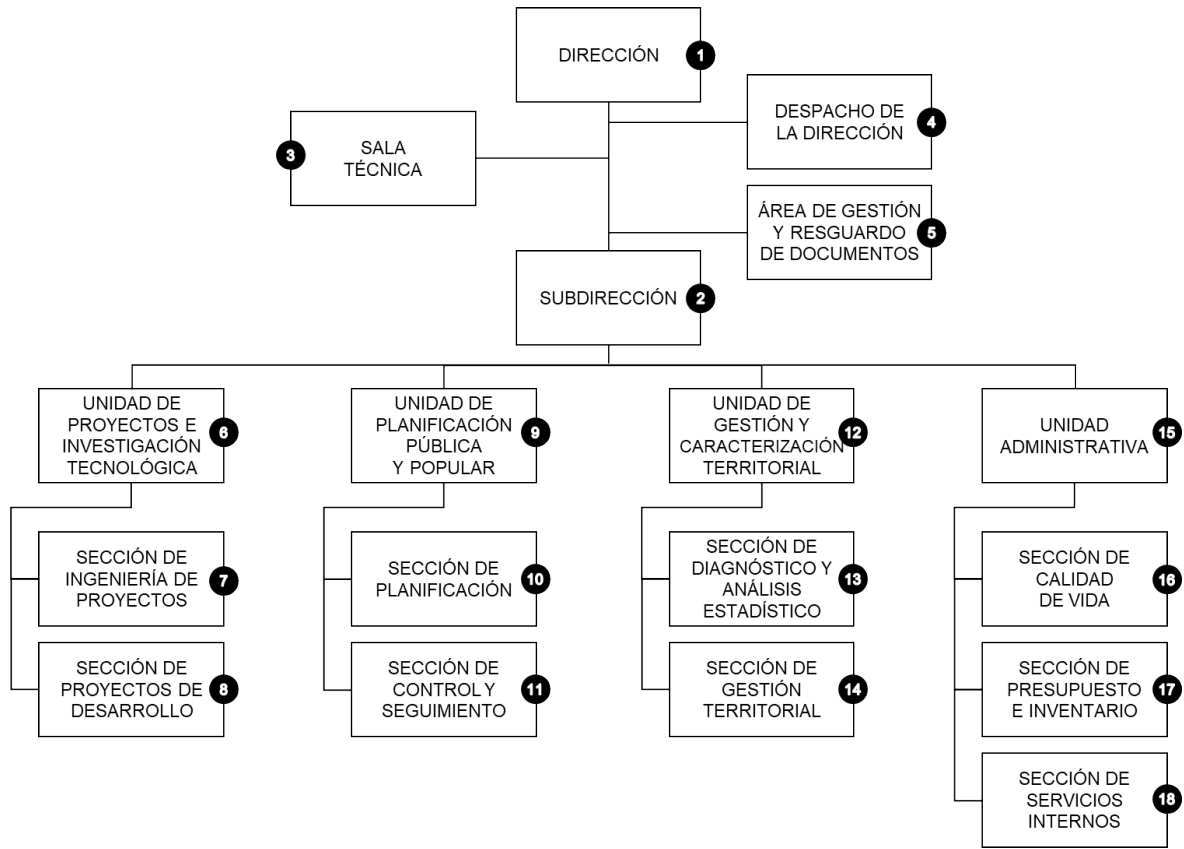 DIRECCIÓN
1
DESPACHO DE
LA DIRECCIÓN
4
SALA
TÉCNICA
3
ÁREA DE GESTIÓN
Y RESGUARDO
DE DOCUMENTOS
5
SUBDIRECCIÓN
2
UNIDAD DE
PROYECTOS E
INVESTIGACIÓN
TECNOLÓGICA
6
UNIDAD DE
PLANIFICACIÓN
PÚBLICA
Y POPULAR
9
UNIDAD DE
GESTIÓN Y
CARACTERIZACIÓN
TERRITORIAL
12
UNIDAD
ADMINISTRATIVA
15
SECCIÓN DE
INGENIERÍA DE
PROYECTOS
7
SECCIÓN DE
PLANIFICACIÓN
10
SECCIÓN DE
DIAGNÓSTICO Y
ANÁLISIS
ESTADÍSTICO
13
SECCIÓN DE
CALIDAD
DE VIDA
16
SECCIÓN DE
PROYECTOS DE
DESARROLLO
8
SECCIÓN DE
CONTROL Y
SEGUIMIENTO
11
SECCIÓN DE
GESTIÓN
TERRITORIAL
14
SECCIÓN DE
PRESUPUESTO
E INVENTARIO
17
SECCIÓN DE
SERVICIOS
INTERNOS
18